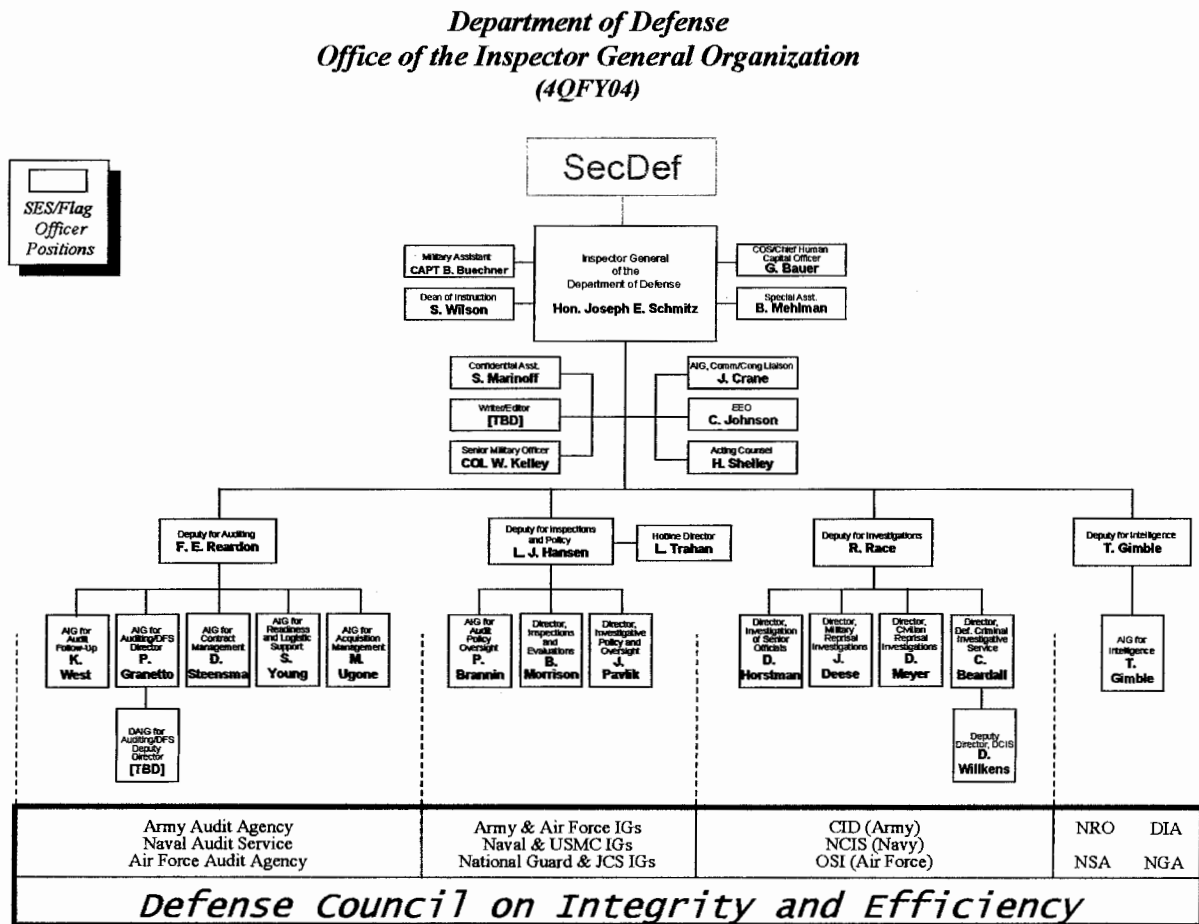 Department of Defense
Office of the Inspector General Organization
(4QFY04)
SES/Flag
Officer
Positions
SecDef
Inspector General
of the
Department of Defense
Hon. Joseph E. Schmitz
Military Assistant
CAPT B. Buechner
Dean of Instruction
S. Wilson
COS/Chief Human
Capital Officer
G. Bauer
Special Asst.
B. Mehlman
Confidential Asst.
S. Marinoff
Writer/Editor
[TBD]
Senior Military Officer
COL W. Kelley
AIG, Comm/Cong Liaison
J. Crane
EEO
C. Johnson
Acting Counsel
H. Shelley
Deputy for Auditing
F. E. Reardon
Deputy for Inspections
and Policy
L. J. Hansen
Hotline Director
L. Trahan
Deputy for Investigations
R. Race
Deputy for Intelligence
T. Gimble
AIG for
Audit
Follow-Up
K.
West
AIG for
Auditing/DFS
Director
P.
Granetto
AIG for
Contract
Management
D.
Steensma
AIG for
Readiness
and Logistic
Support
S.
Young
AIG for
Acquisition
Management
M.
Ugone
AIG for
Audit
Policy
Oversight
P.
Brannin
Director,
Inspections
and
Evaluations
B.
Morrison
Director,
Investigative
Policy and
Oversight
J.
Pavlik
Director,
Investigation
of Senior
Officials
D.
Horstman
Director,
Military
Reprisal
Investigations
J.
Deese
Director,
Civilian
Reprisal
Investigations
D.
Meyer
Director,
Def. Criminal
Investigative
Service
C.
Beardall
AIG for
Intelligence
T.
Gimble
DAIG for
Auditing/DFS
Deputy
Director
[TBD]
Deputy
Director, DCIS
D.
Willkens
Army Audit Agency
Naval Audit Service
Air Force Audit Agency
Army & Air Force IGs
Naval & USMC IGs
National Guard & JCS IGs
CID (Army)
NCIS (Navy)
OSI (Air Force)
NRO DIA
NSA NGA
Defense Council on Integrity and Efficiency